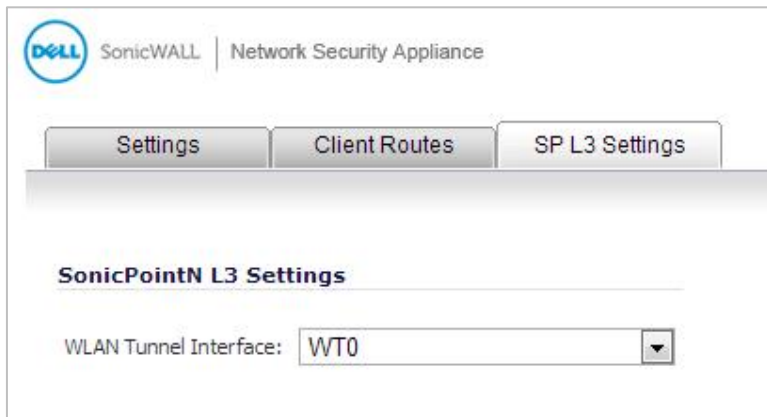 DELL SonicWALL | Network Security Appliance
Settings Client Routes SP L3 Settings
SonicPointN L3 Settings
WLAN Tunnel Interface: WT0